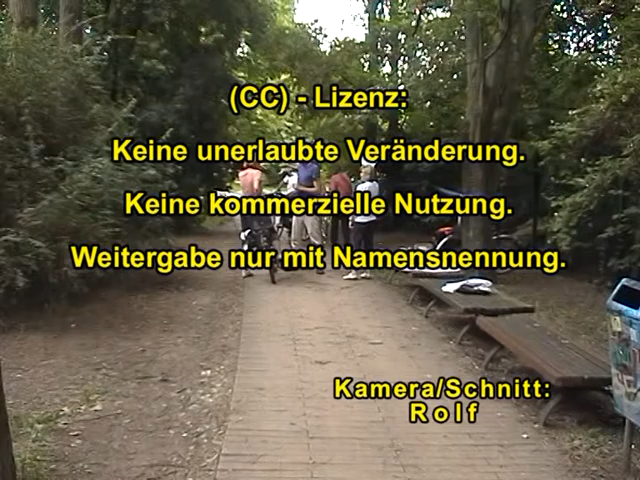 (CC) - Lizenz:
Keine unerlaubte Veränderung.
Keine kommerzielle Nutzung.
Weitergabe nur mit Namensnennung.
Kamera/Schnitt:
Rolf